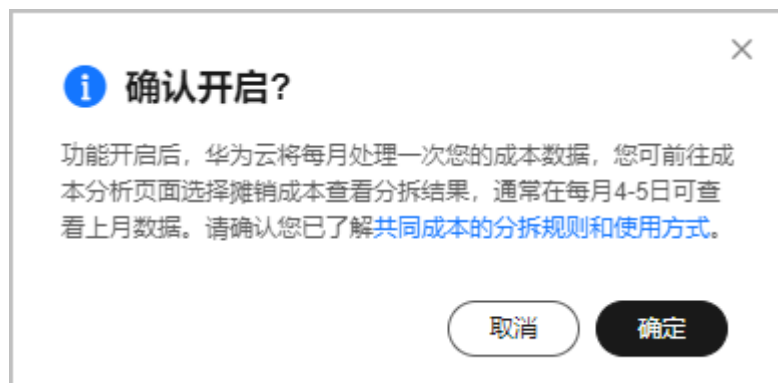 确认开启?
功能开启后，华为云将每月处理一次您的成本数据，您可前往成
本分析页面选择摊销成本查看分拆结果，通常在每月4-5日可查
看上月数据。请确认您已了解共同成本的分拆规则和使用方式。
取消
确定